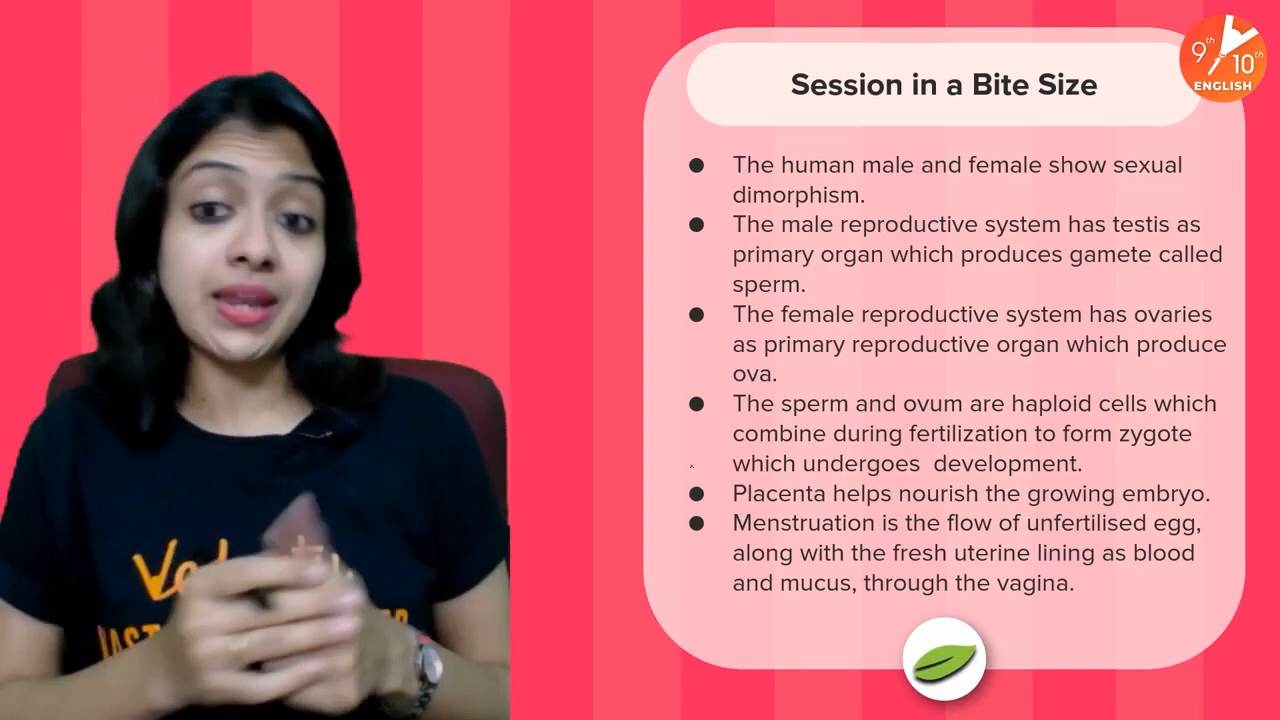 Session in a Bite Size
9th
10th
ENGLISH
● The human male and female show sexual
dimorphism.
● The male reproductive system has testis as
primary organ which produces gamete called
sperm.
● The female reproductive system has ovaries
as primary reproductive organ which produce
ova.
● The sperm and ovum are haploid cells which
combine during fertilization to form zygote
which undergoes  development.
● Placenta helps nourish the growing embryo.
● Menstruation is the flow of unfertilised egg,
along with the fresh uterine lining as blood
and mucus, through the vagina.